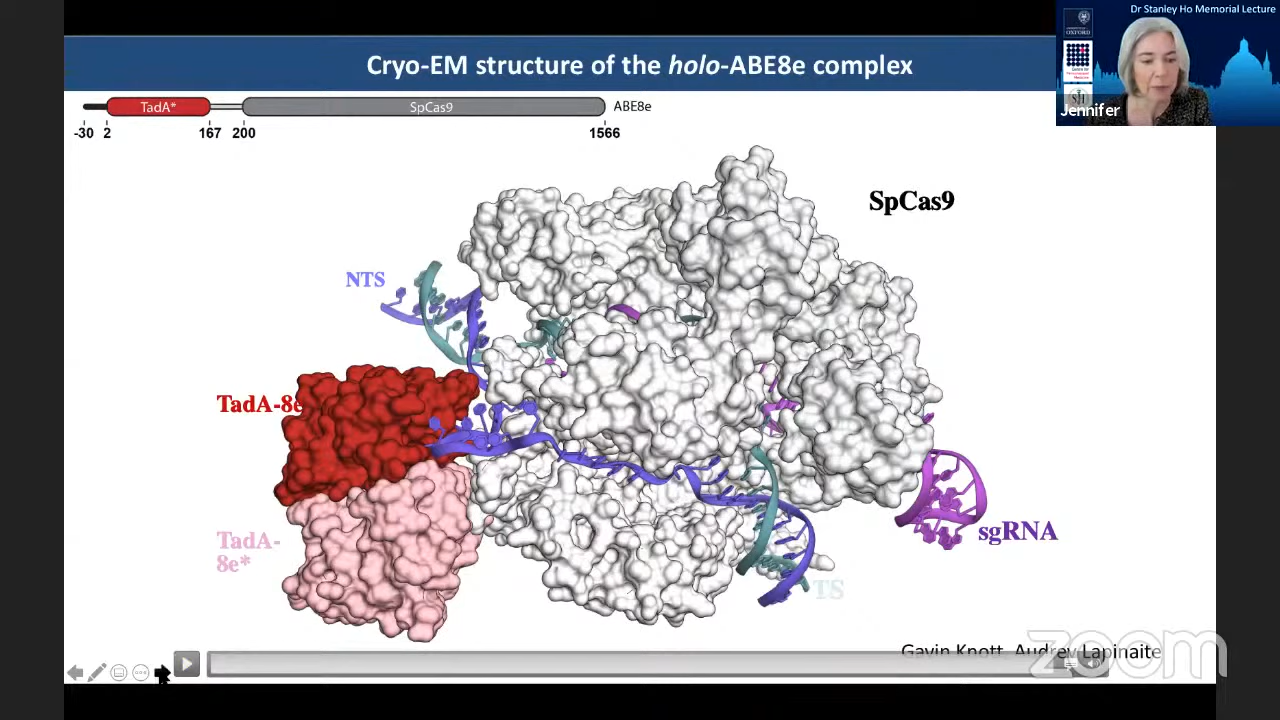 Dr Stanley Ho Memorial Lecture
Cryo-EM structure of the holo-ABE8e complex
Jennifer
TadA*
SpCas9
ABE8e
-30 2 167 200 1566
SpCas9
NTS
TadA-8e
sgRNA
TadA-
8e*
TS
Gavin Knott, Audrey Lapinaite
zoom